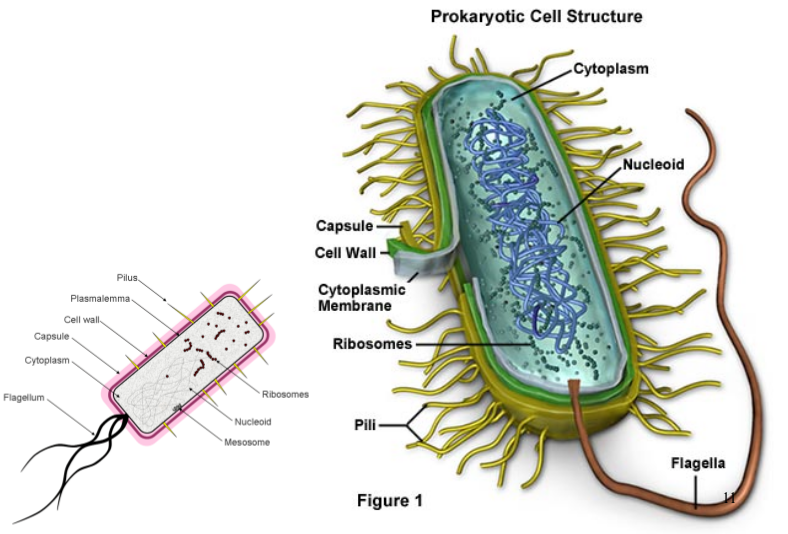 Prokaryotic Cell Structure
Cytoplasm
Nucleoid
Capsule
Cell Wall
Cytoplasmic
Membrane
Ribosomes
Pili
Flagella
11
Figure 1
Pilus
Plasmalemma
Cell wall
Capsule
Cytoplasm
Flagellum
Ribosomes
Nucleoid
Mesosome